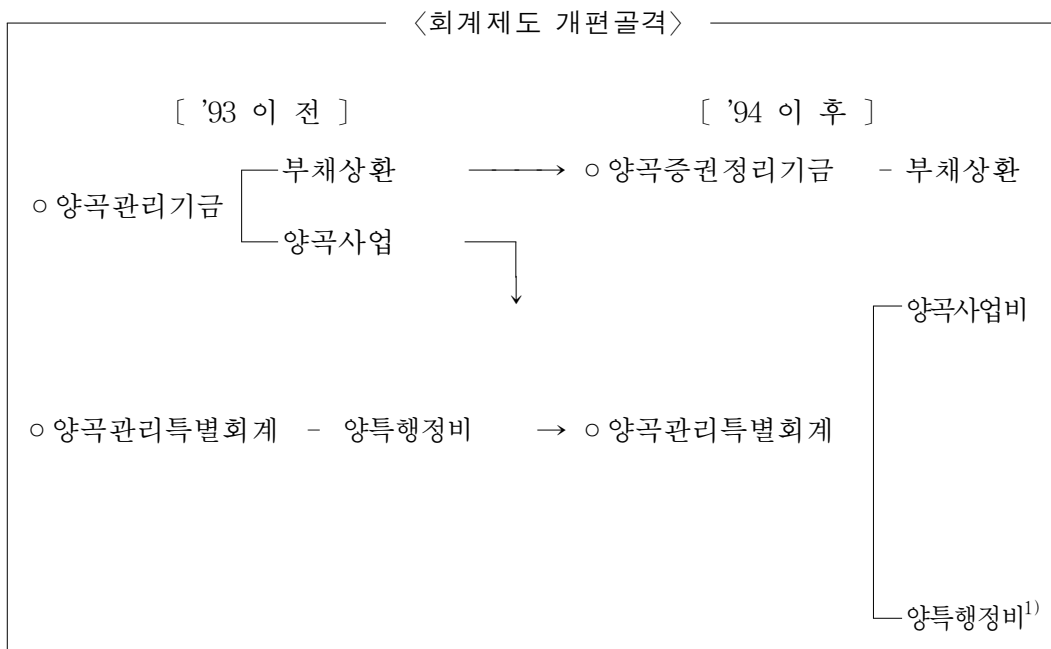 〈회계제도 개편골격〉
[ '93 이 전 ] [ '94 이 후 ]
부채상환 → ○ 양곡증권정리기금 - 부채상환
○ 양곡관리기금
양곡사업
양곡사업비
○ 양곡관리특별회계 - 양특행정비 → ○ 양곡관리특별회계
양특행정비1)